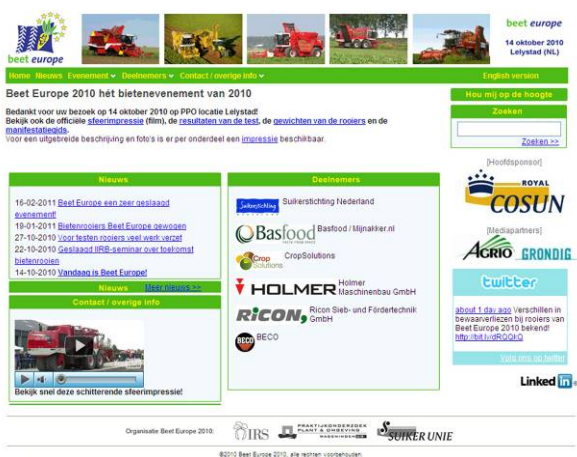 beet europe
beet europe
14 oktober 2010
Lelystad (NL)
Home Nieuws Evenement Deelnemers Contact / overige info English version
Beet Europe 2010 hét bietenevenement van 2010
Hou mij op de hoogte
Bedankt voor uw bezoek op 14 oktober 2010 op PPO locatie Lelystad!
Bekijk ook de officiële sfeerimpressie (film), de resultaten van de test, de gewichten van de rooiers en de
manifestatiegids.
Voor een uitgebreide beschrijving en foto's is er per onderdeel een impressie beschikbaar.
Zoeken
Zoeken >>
Nieuws
16-02-2011 Beet Europe een zeer geslaagd
evenement!
19-01-2011 Bietenrooiers Beet Europe gewogen
27-10-2010 Voor testen rooiers veel werk verzet
22-10-2010 Geslaagd IIRB-seminar over toekomst
bietenrooien
14-10-2010 Vandaag is Beet Europe!
Nieuws Meer nieuws >>
Contact / overige info
Bekijk snel deze schitterende sfeerimpressie!
Deelnemers
Suikerstichting Suikerstichting Nederland
Basfood Basfood / Mijnakker.nl
Crop Solutions CropSolutions
HOLMER Holmer
Maschinenbau GmbH
RICON Ricon Sieb- und Fördertechnik
GmbH
BECO BECO
[Hoofdsponsor]
ROYAL
COSUN
[Mediapartners]
AGRIO GRONDIG
twitter
about 1 day ago Verschillen in
bewaarverliezen bij rooiers van
Beet Europe 2010 bekend!
http://bit.ly/dRQQkQ
Volg ons op twitter
Linked in
Organisatie Beet Europe 2010:
IRS
PRAKTIJKONDERZOEK
PLANT & OMGEVING
WAGENINGEN UR
SUIKER UNIE
©2010 Beet Europe 2010, alle rechten voorbehouden